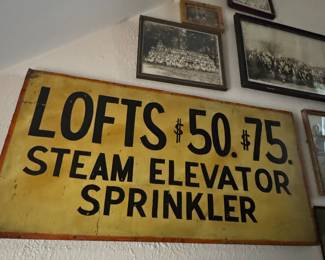 LOFTS $50. $75.
STEAM ELEVATOR
SPRINKLER